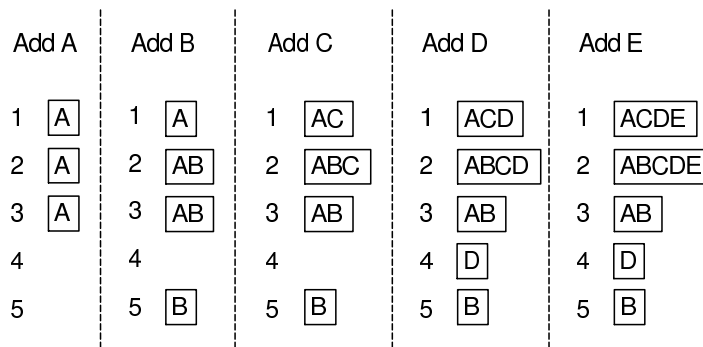 Add A Add B Add C Add D Add E
1 A 1 A 1 AC 1 ACD 1 ACDE
2 A 2 AB 2 ABC 2 ABCD 2 ABCDE
3 A 3 AB 3 AB 3 AB 3 AB
4 4 4 4 D 4 D
5 5 B 5 B 5 B 5 B